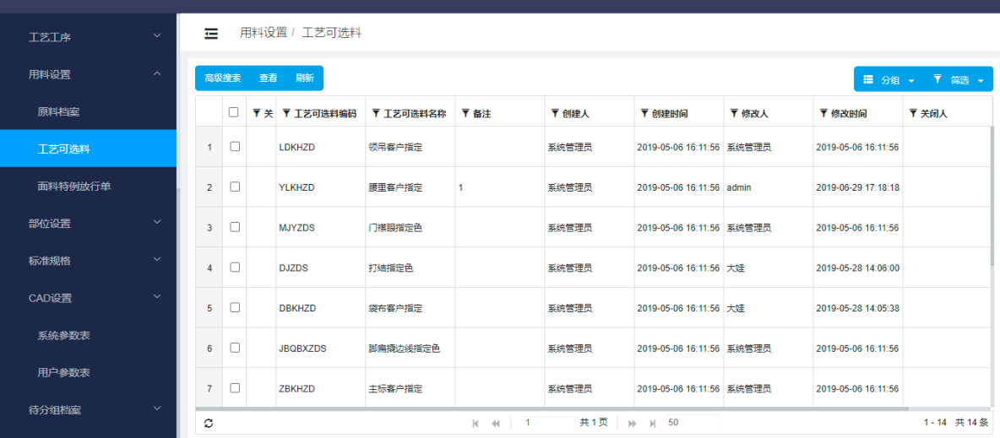 工艺工序
用料设置
原料档案
工艺可选料
面料特例放行单
部位设置
标准规格
CAD设置
系统参数表
用户参数表
待分组档案
用料设置 / 工艺可选料
高级搜索 查看 刷新
分组 筛选
关 工艺可选料编码 工艺可选料名称 备注 创建人 创建时间 修改人 修改时间 关闭人
1 LDKHZD 领吊客户指定 系统管理员 2019-05-06 16:11:56 系统管理员 2019-05-06 16:11:56
2 YLKHZD 腰里客户指定 1 系统管理员 2019-05-06 16:11:56 admin 2019-06-29 17:18:18
3 MJYZDS 门襟眼指定色 系统管理员 2019-05-06 16:11:56 系统管理员 2019-05-06 16:11:56
4 DJZDS 打结指定色 系统管理员 2019-05-06 16:11:56 大娃 2019-05-28 14:06:00
5 DBKHZD 袋布客户指定 系统管理员 2019-05-06 16:11:56 大娃 2019-05-28 14:05:38
6 JBQBXZDS 脚扁撬边线指定色 系统管理员 2019-05-06 16:11:56 系统管理员 2019-05-06 16:11:56
7 ZBKHZD 主标客户指定 系统管理员 2019-05-06 16:11:56 系统管理员 2019-05-06 16:11:56
1 共 1 页 50 1 - 14 共 14 条